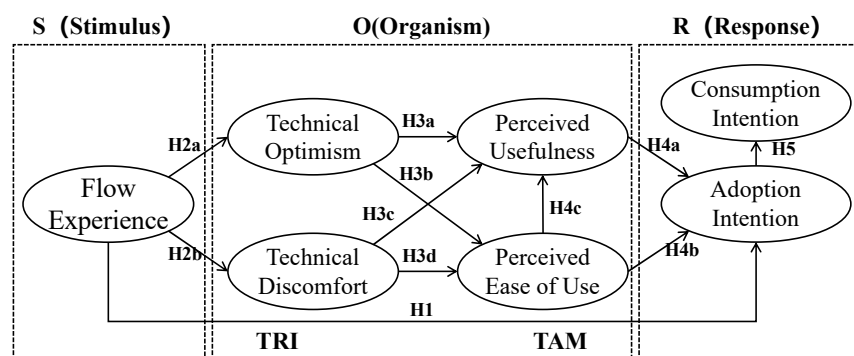 S（Stimulus）
O(Organism)
R（Response）
Consumption
Intention
Technical
Optimism
H3a
Perceived
Usefulness
H4a
H5
H2a
H3b
Flow
Experience
H3c
H4c
Adoption
Intention
H2b
Technical
Discomfort
H3d
Perceived
Ease of Use
H4b
H1
TRI
TAM